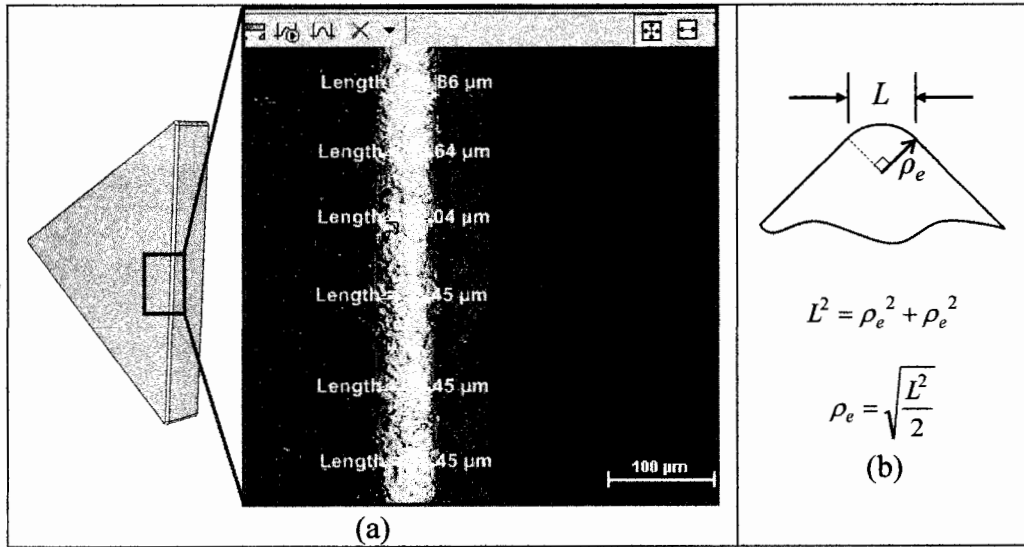 Length 86 µm
Length 64 µm
Length 04 µm
Length 45 µm
Length 45 µm
Length 45 µm
100 µm
(a)
L
ρₑ
L² = ρₑ² + ρₑ²
ρₑ = √(L²/2)
(b)